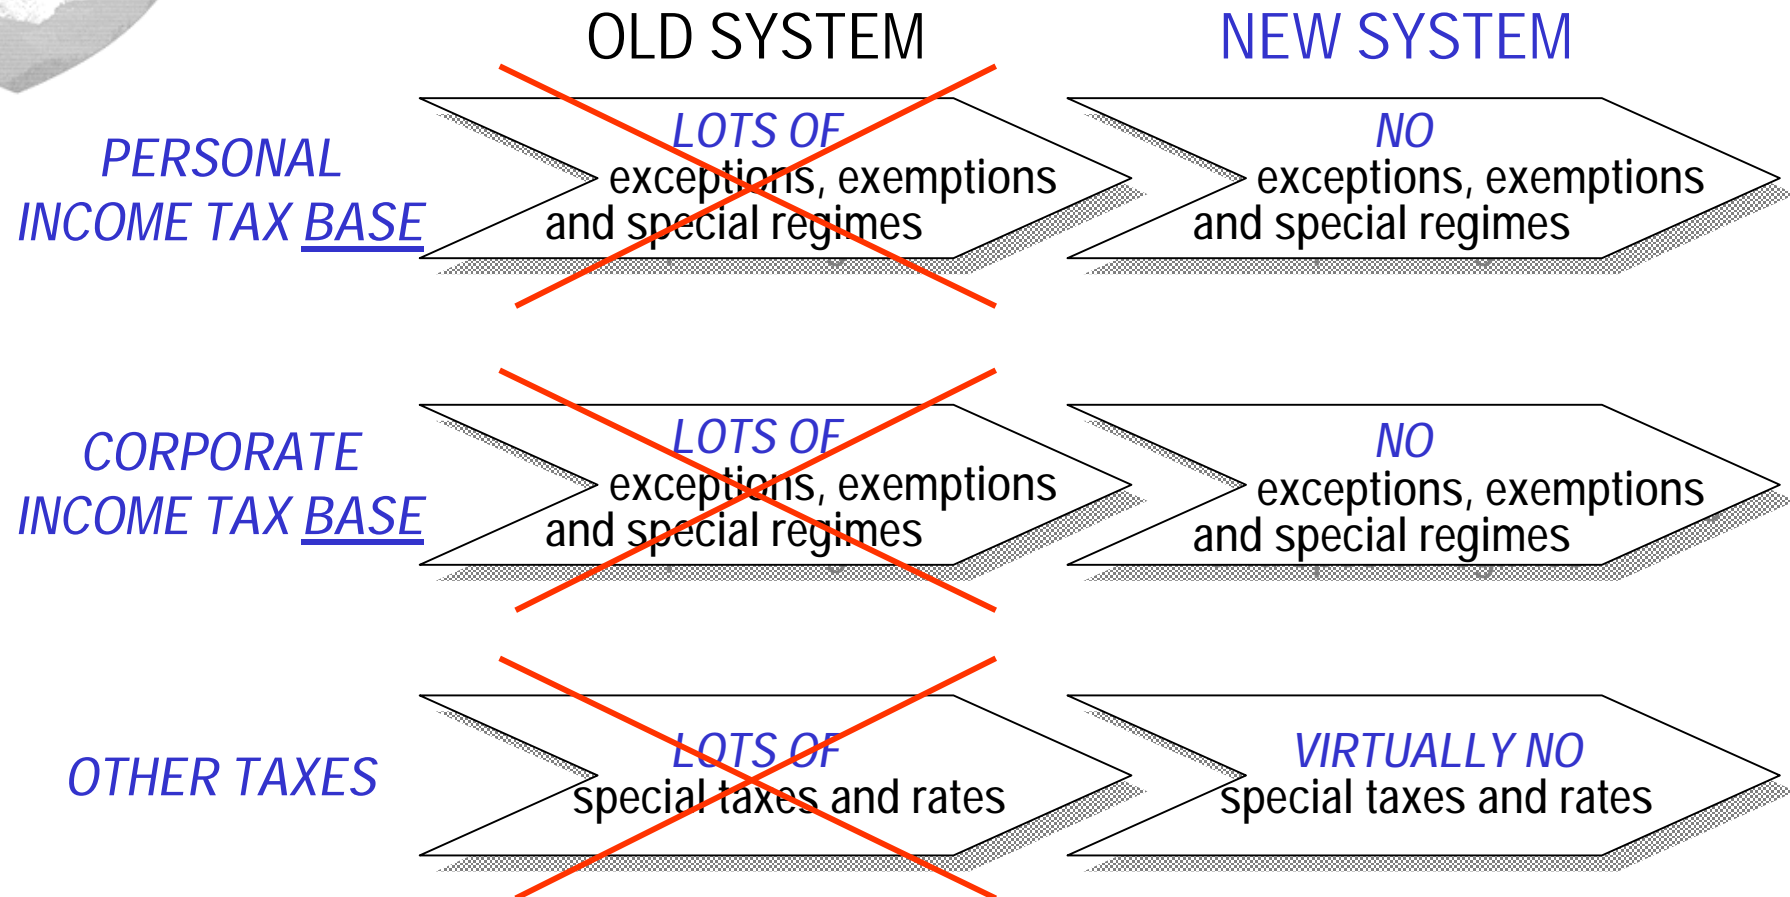 OLD SYSTEM
NEW SYSTEM
PERSONAL
INCOME TAX BASE
LOTS OF
exceptions, exemptions
and special regimes
NO
exceptions, exemptions
and special regimes
CORPORATE
INCOME TAX BASE
LOTS OF
exceptions, exemptions
and special regimes
NO
exceptions, exemptions
and special regimes
OTHER TAXES
LOTS OF
special taxes and rates
VIRTUALLY NO
special taxes and rates